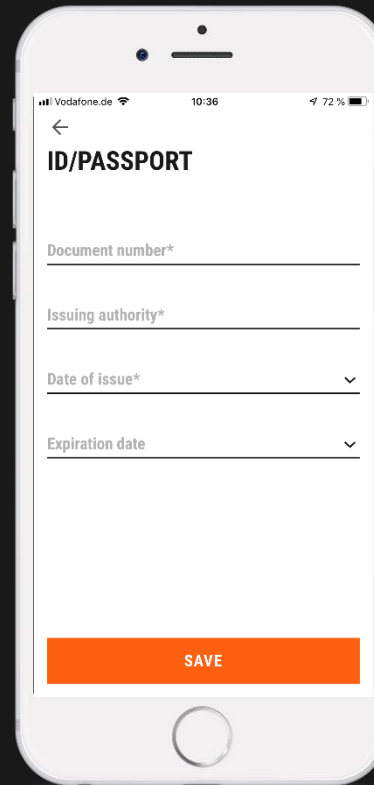 Vodafone.de 10:36 72 %
ID/PASSPORT
Document number*
Issuing authority*
Date of issue*
Expiration date
SAVE